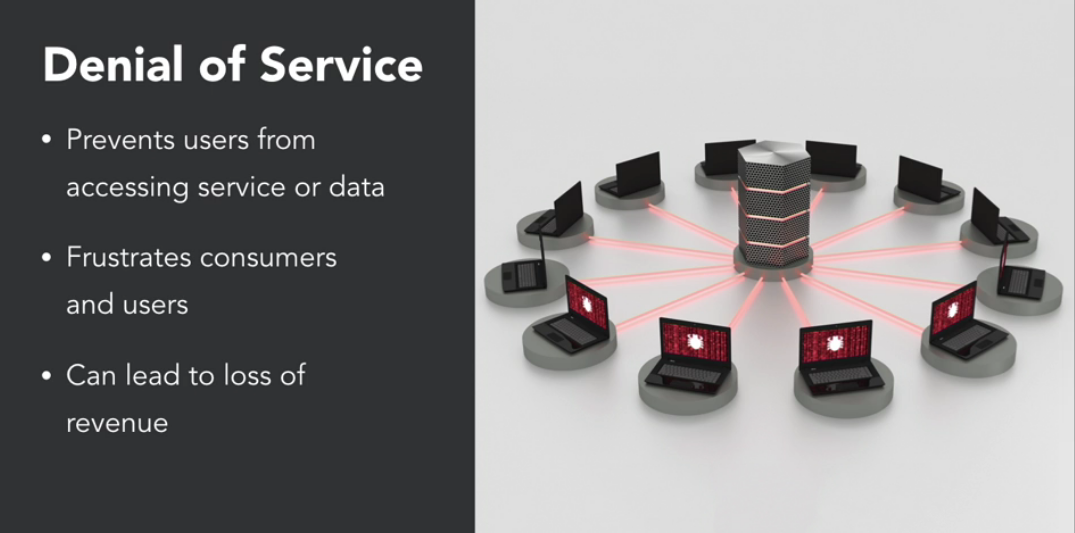 Denial of Service
• Prevents users from
accessing service or data
• Frustrates consumers
and users
• Can lead to loss of
revenue